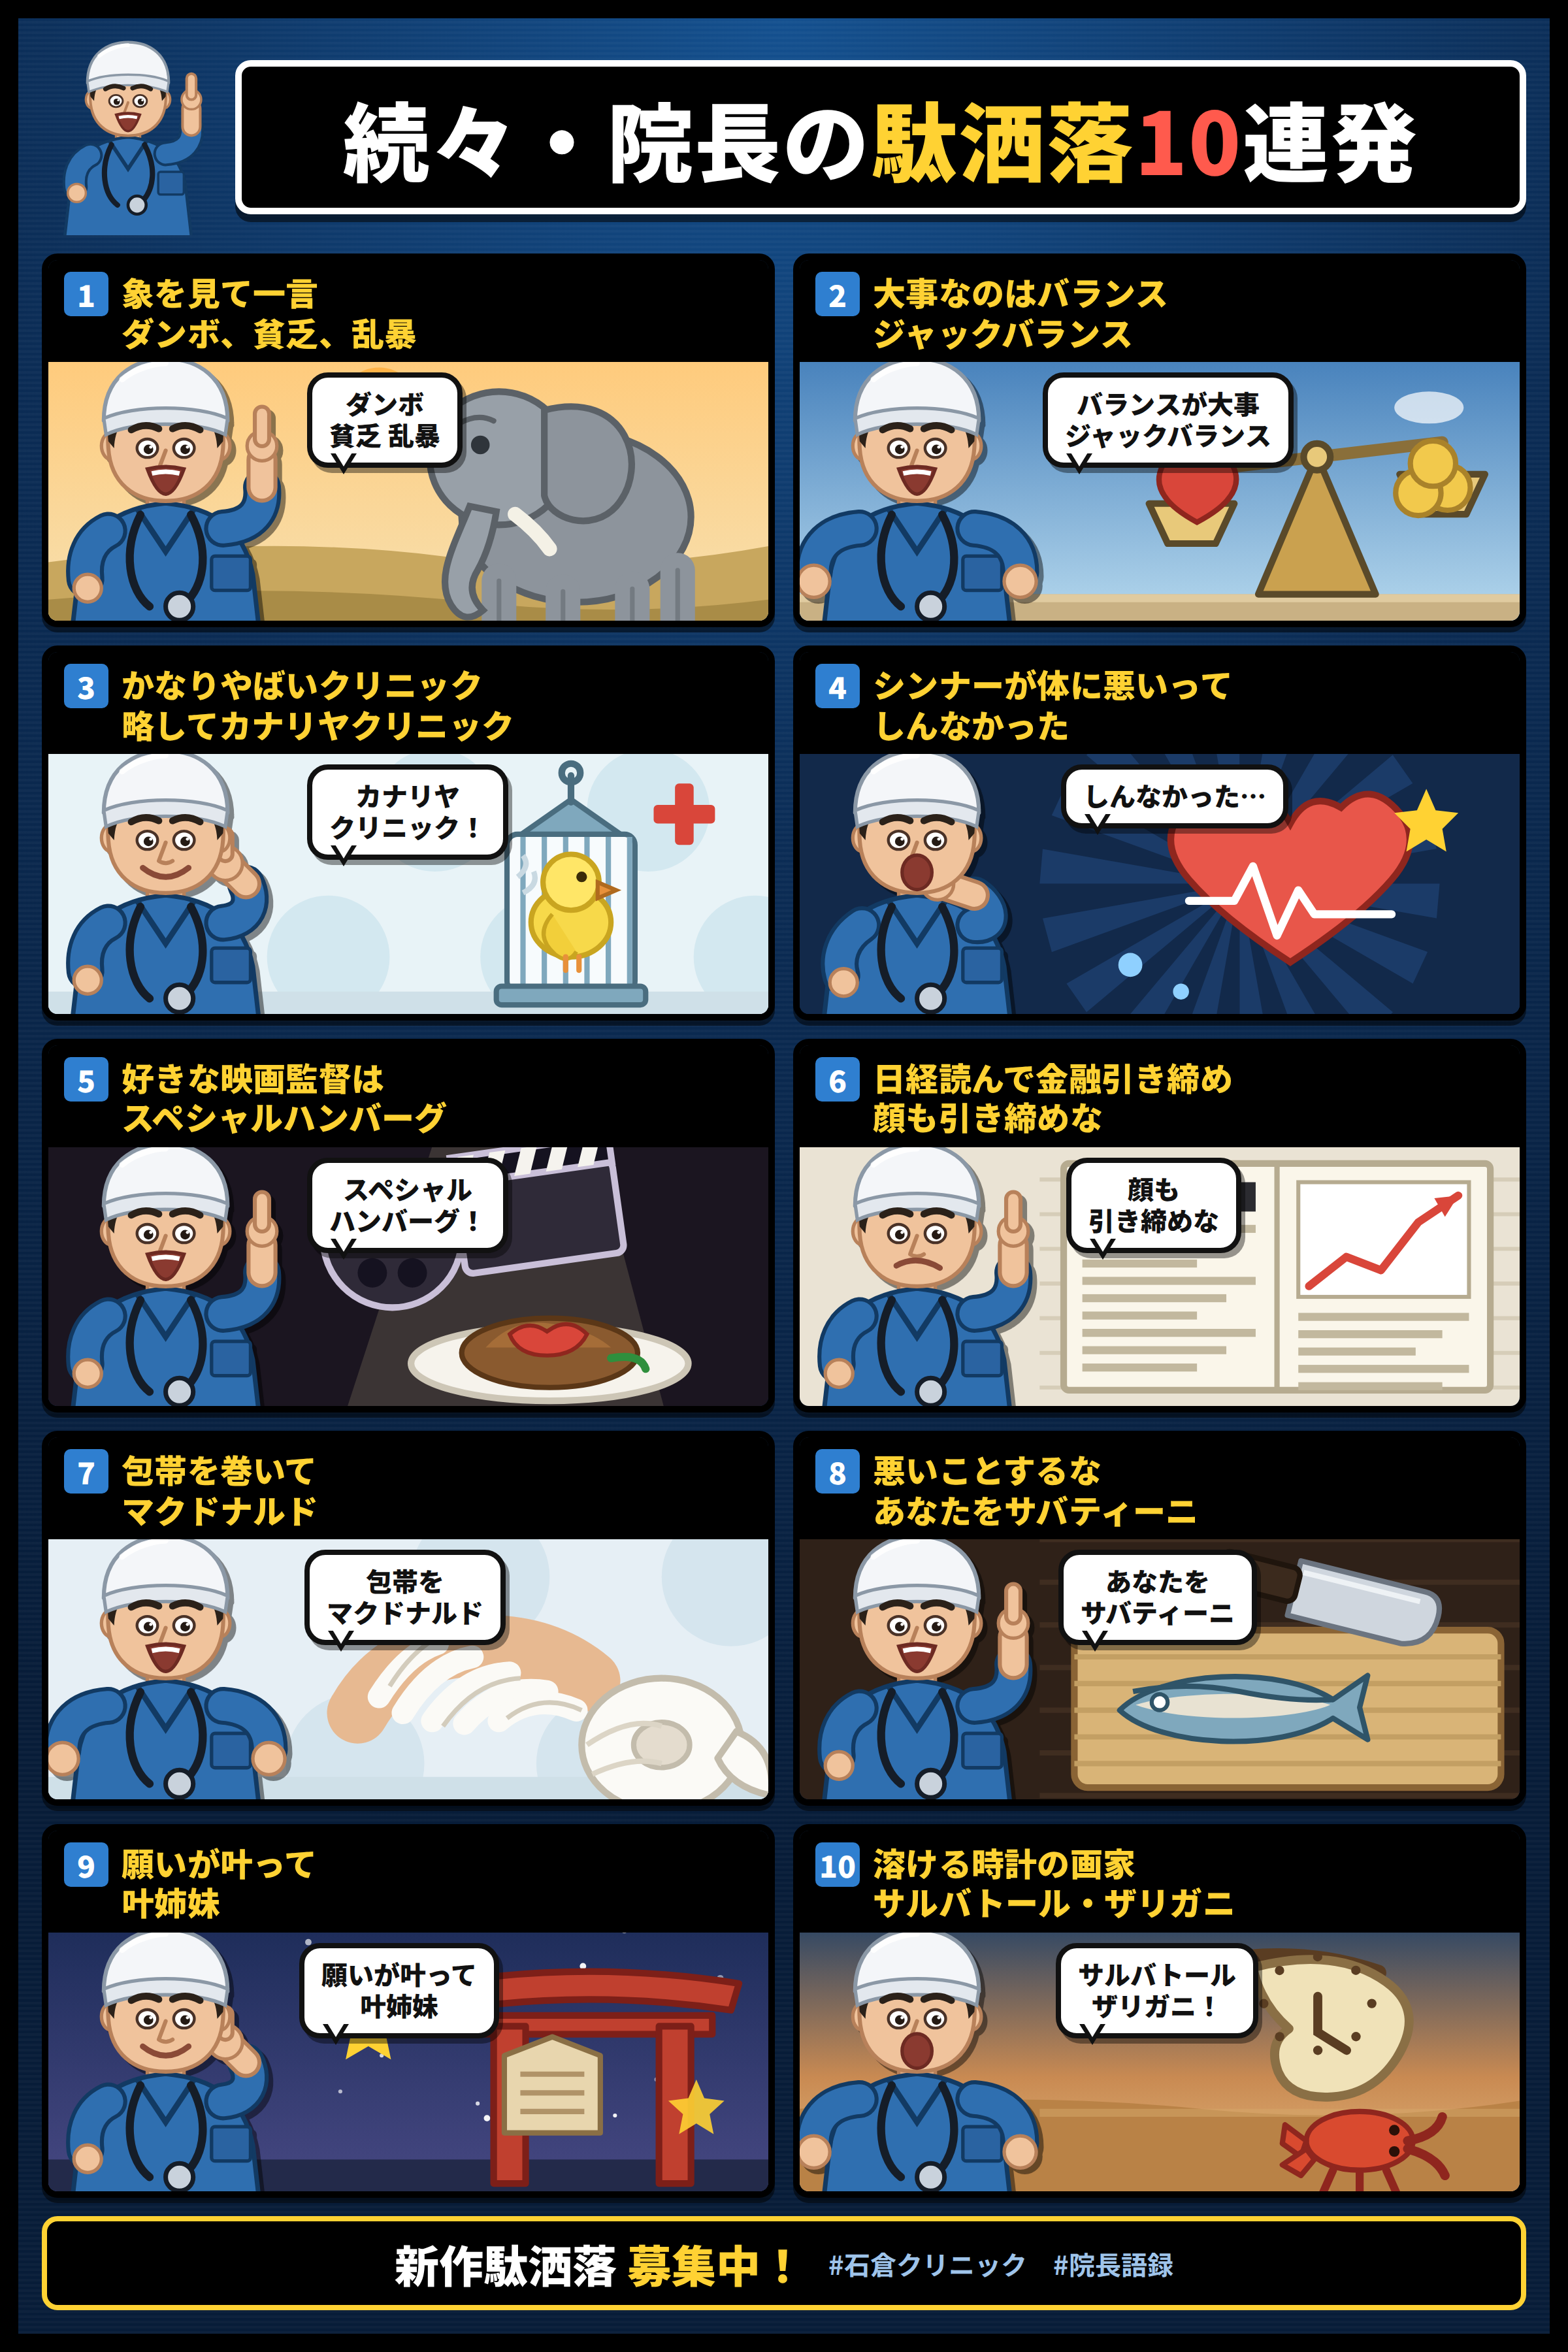 続々・院長の駄洒落10連発
1 象を見て一言
ダンボ、貧乏、乱暴
ダンボ
貧乏 乱暴
2 大事なのはバランス
ジャックバランス
バランスが大事
ジャックバランス
3 かなりやばいクリニック
略してカナリヤクリニック
カナリヤ
クリニック！
4 シンナーが体に悪いって
しんなかった
しんなかった…
5 好きな映画監督は
スペシャルハンバーグ
スペシャル
ハンバーグ！
6 日経読んで金融引き締め
顔も引き締めな
顔も
引き締めな
7 包帯を巻いて
マクドナルド
包帯を
マクドナルド
8 悪いことするな
あなたをサバティーニ
あなたを
サバティーニ
9 願いが叶って
叶姉妹
願いが叶って
叶姉妹
10 溶ける時計の画家
サルバトール・ザリガニ
サルバトール
ザリガニ！
新作駄洒落 募集中！ #石倉クリニック #院長語録